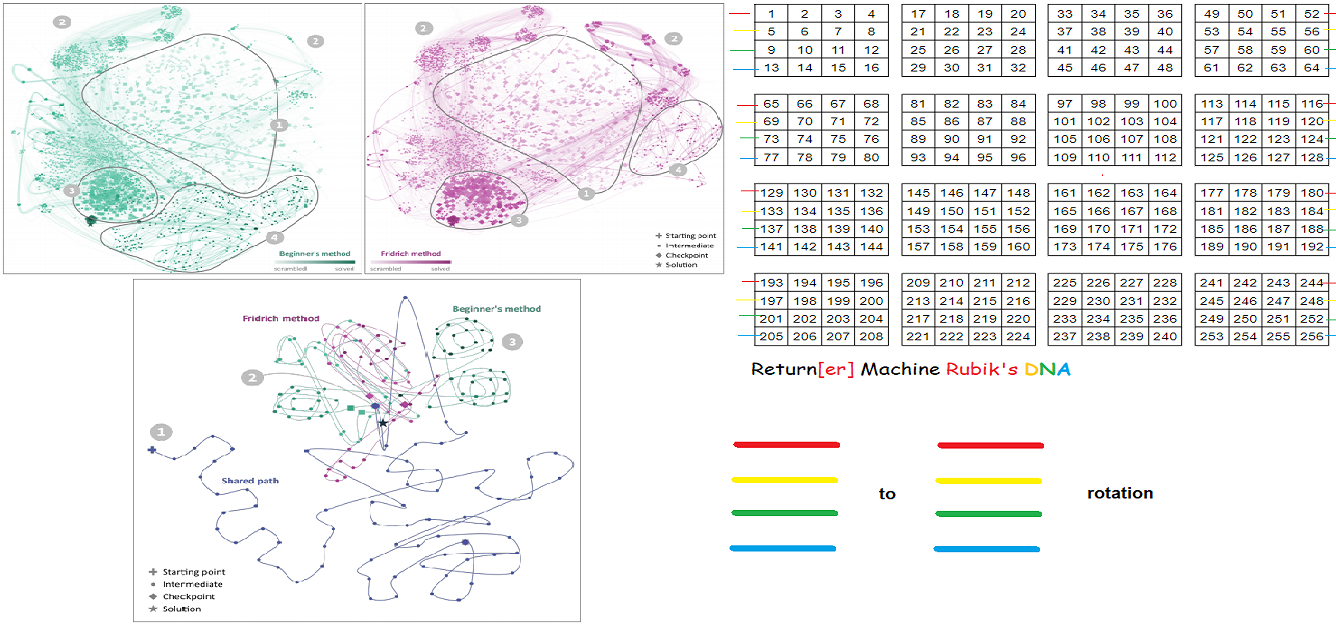 2
2
1
3
4
Beginner's method
scrambled solved
2
2
1
3
4
Fridrich method
scrambled solved
Starting point
Intermediate
Checkpoint
Solution
Fridrich method
Beginner's method
3
2
1
Shared path
Starting point
Intermediate
Checkpoint
Solution
1 2 3 4 17 18 19 20 33 34 35 36 49 50 51 52
5 6 7 8 21 22 23 24 37 38 39 40 53 54 55 56
9 10 11 12 25 26 27 28 41 42 43 44 57 58 59 60
13 14 15 16 29 30 31 32 45 46 47 48 61 62 63 64
65 66 67 68 81 82 83 84 97 98 99 100 113 114 115 116
69 70 71 72 85 86 87 88 101 102 103 104 117 118 119 120
73 74 75 76 89 90 91 92 105 106 107 108 121 122 123 124
77 78 79 80 93 94 95 96 109 110 111 112 125 126 127 128
129 130 131 132 145 146 147 148 161 162 163 164 177 178 179 180
133 134 135 136 149 150 151 152 165 166 167 168 181 182 183 184
137 138 139 140 153 154 155 156 169 170 171 172 185 186 187 188
141 142 143 144 157 158 159 160 173 174 175 176 189 190 191 192
193 194 195 196 209 210 211 212 225 226 227 228 241 242 243 244
197 198 199 200 213 214 215 216 229 230 231 232 245 246 247 248
201 202 203 204 217 218 219 220 233 234 235 236 249 250 251 252
205 206 207 208 221 222 223 224 237 238 239 240 253 254 255 256
Return[er] Machine Rubik's DNA
to rotation